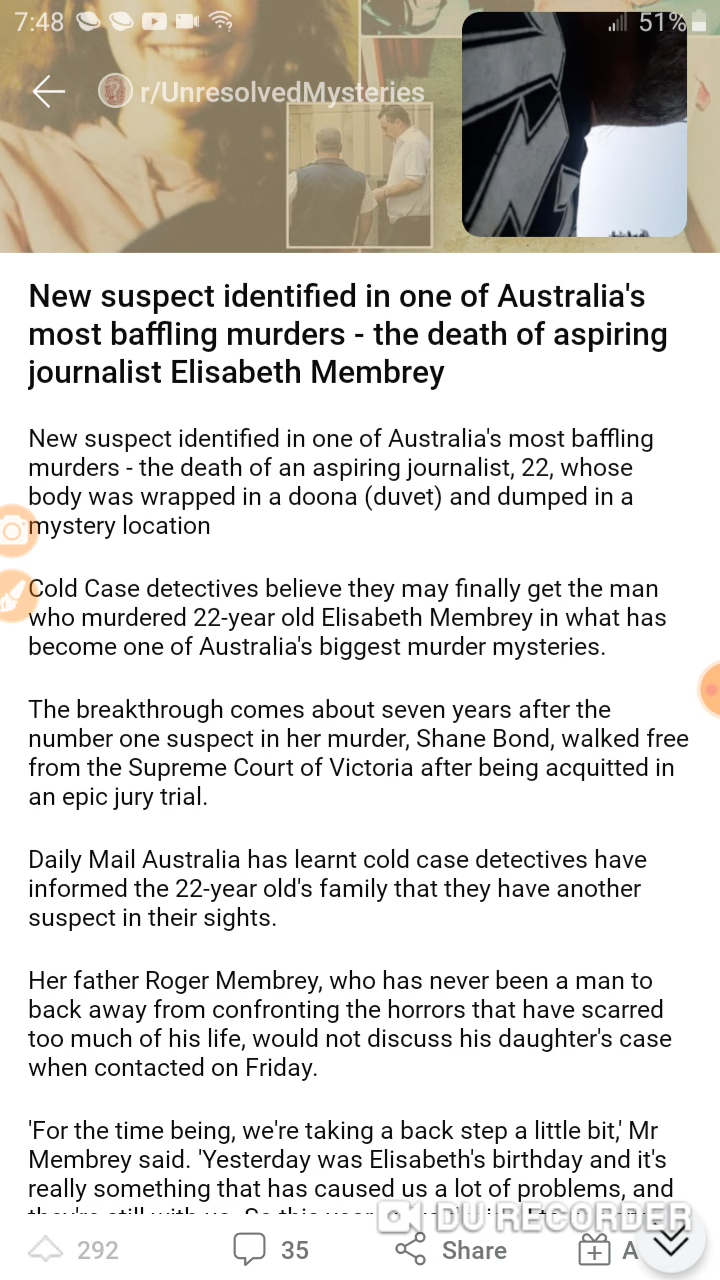 7:48
51%
r/UnresolvedMysteries
New suspect identified in one of Australia's
most baffling murders - the death of aspiring
journalist Elisabeth Membrey
New suspect identified in one of Australia's most baffling
murders - the death of an aspiring journalist, 22, whose
body was wrapped in a doona (duvet) and dumped in a
mystery location
Cold Case detectives believe they may finally get the man
who murdered 22-year old Elisabeth Membrey in what has
become one of Australia's biggest murder mysteries.
The breakthrough comes about seven years after the
number one suspect in her murder, Shane Bond, walked free
from the Supreme Court of Victoria after being acquitted in
an epic jury trial.
Daily Mail Australia has learnt cold case detectives have
informed the 22-year old's family that they have another
suspect in their sights.
Her father Roger Membrey, who has never been a man to
back away from confronting the horrors that have scarred
too much of his life, would not discuss his daughter's case
when contacted on Friday.
'For the time being, we're taking a back step a little bit,' Mr
Membrey said. 'Yesterday was Elisabeth's birthday and it's
really something that has caused us a lot of problems, and
they're still with us. So this year
DU RECORDER
292
35
Share
A